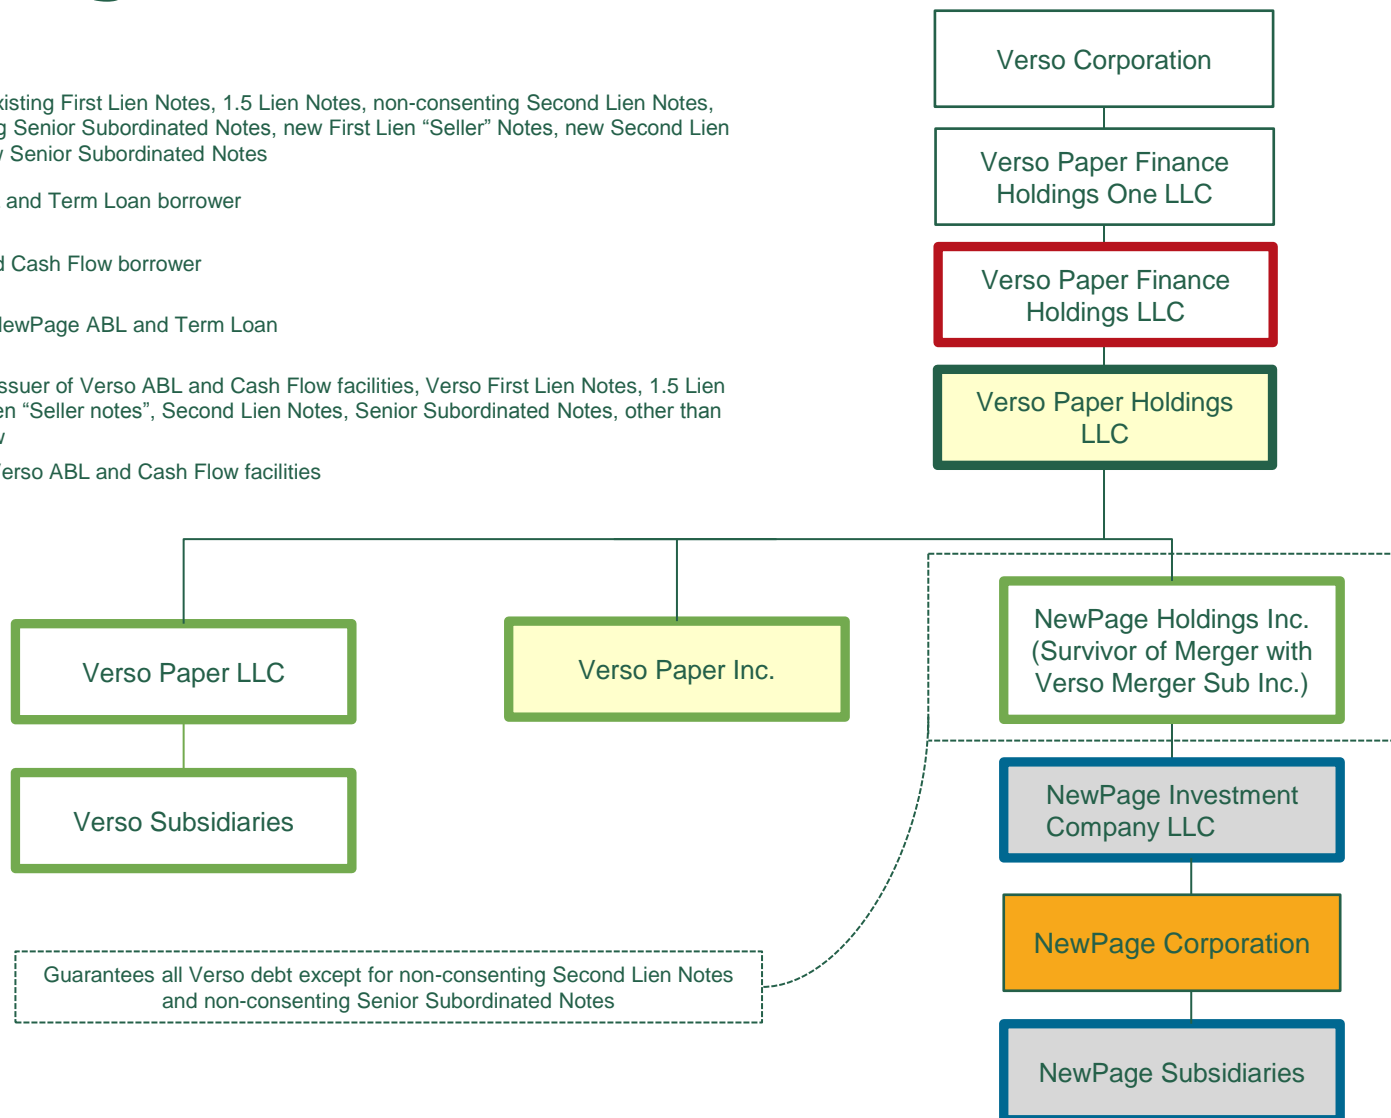 Verso Corporation
existing First Lien Notes, 1.5 Lien Notes, non-consenting Second Lien Notes,
Senior Subordinated Notes, new First Lien “Seller” Notes, new Second Lien
Senior Subordinated Notes
and Term Loan borrower
Cash Flow borrower
NewPage ABL and Term Loan
issuer of Verso ABL and Cash Flow facilities, Verso First Lien Notes, 1.5 Lien
“Seller notes”, Second Lien Notes, Senior Subordinated Notes, other than
Verso ABL and Cash Flow facilities
Verso Paper Finance
Holdings One LLC
Verso Paper Finance
Holdings LLC
Verso Paper Holdings
LLC
Verso Paper LLC
Verso Paper Inc.
NewPage Holdings Inc.
(Survivor of Merger with
Verso Merger Sub Inc.)
Verso Subsidiaries
NewPage Investment
Company LLC
NewPage Corporation
Guarantees all Verso debt except for non-consenting Second Lien Notes
and non-consenting Senior Subordinated Notes
NewPage Subsidiaries